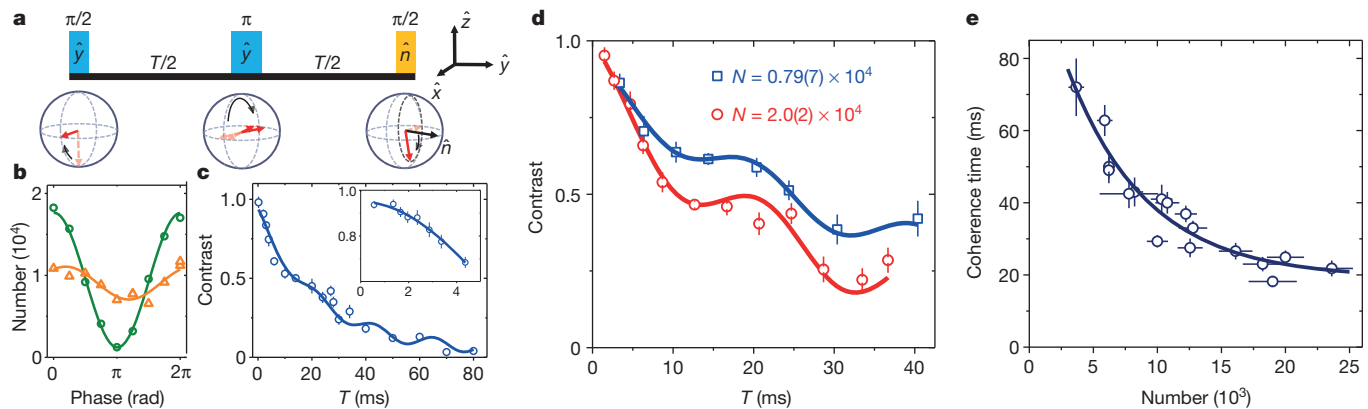 a
π/2 π π/2
ŷ ŷ n̂
T/2 T/2
ẑ
ŷ
x̂
n̂
b
Number (10⁴)
2
1
0
0 π 2π
Phase (rad)
c
Contrast
1.0
0.5
0
0 20 40 60 80
T (ms)
1.0
0.8
0 2 4
d
Contrast
1.0
0.5
0
0 10 20 30 40
T (ms)
N = 0.79(7) × 10⁴
N = 2.0(2) × 10⁴
e
Coherence time (ms)
80
60
40
20
0
0 5 10 15 20 25
Number (10³)